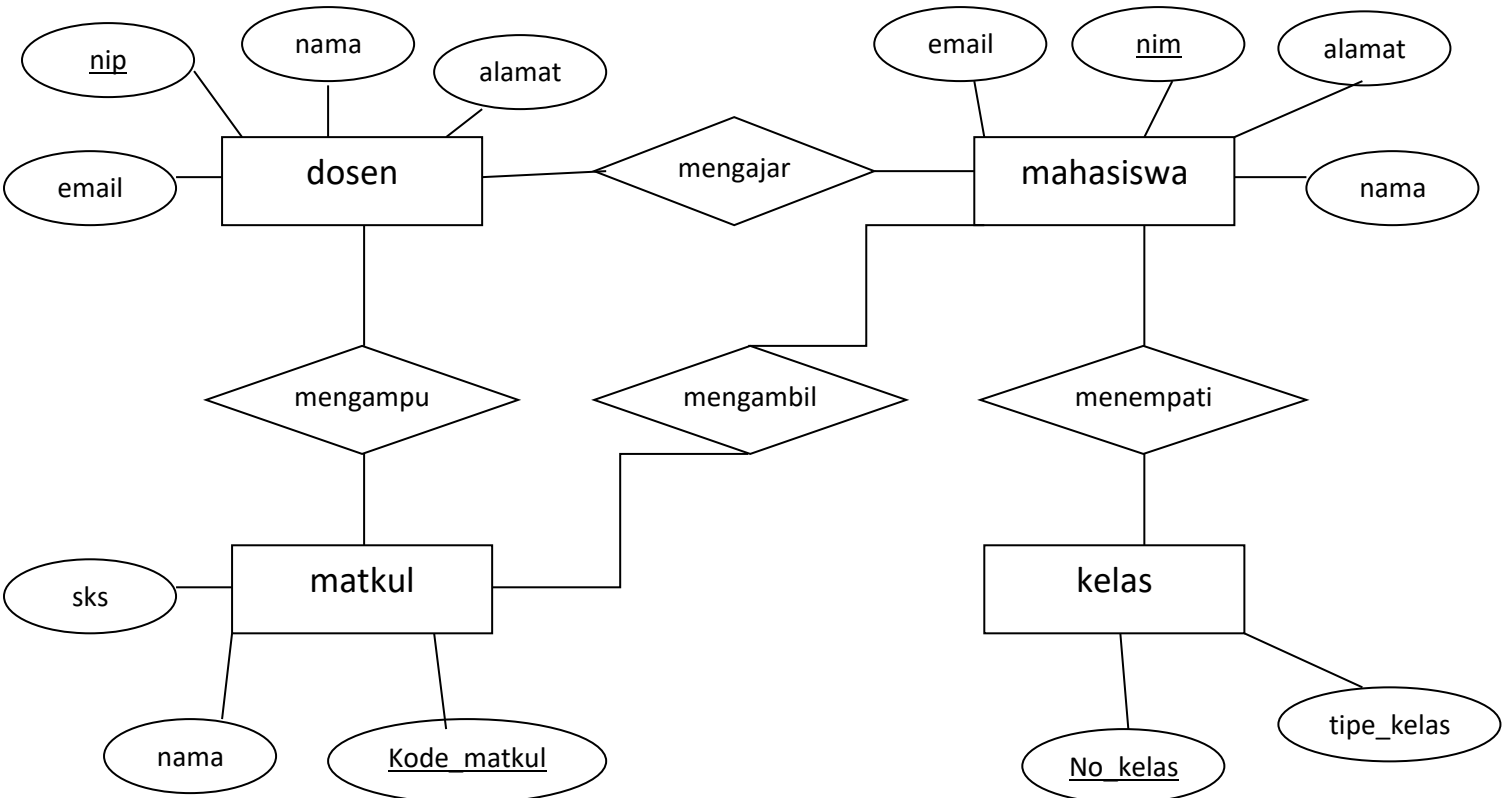 nip
nama
alamat
email
nim
alamat
email
dosen
mengajar
mahasiswa
nama
mengampu
mengambil
menempati
sks
matkul
kelas
nama
Kode_matkul
No_kelas
tipe_kelas